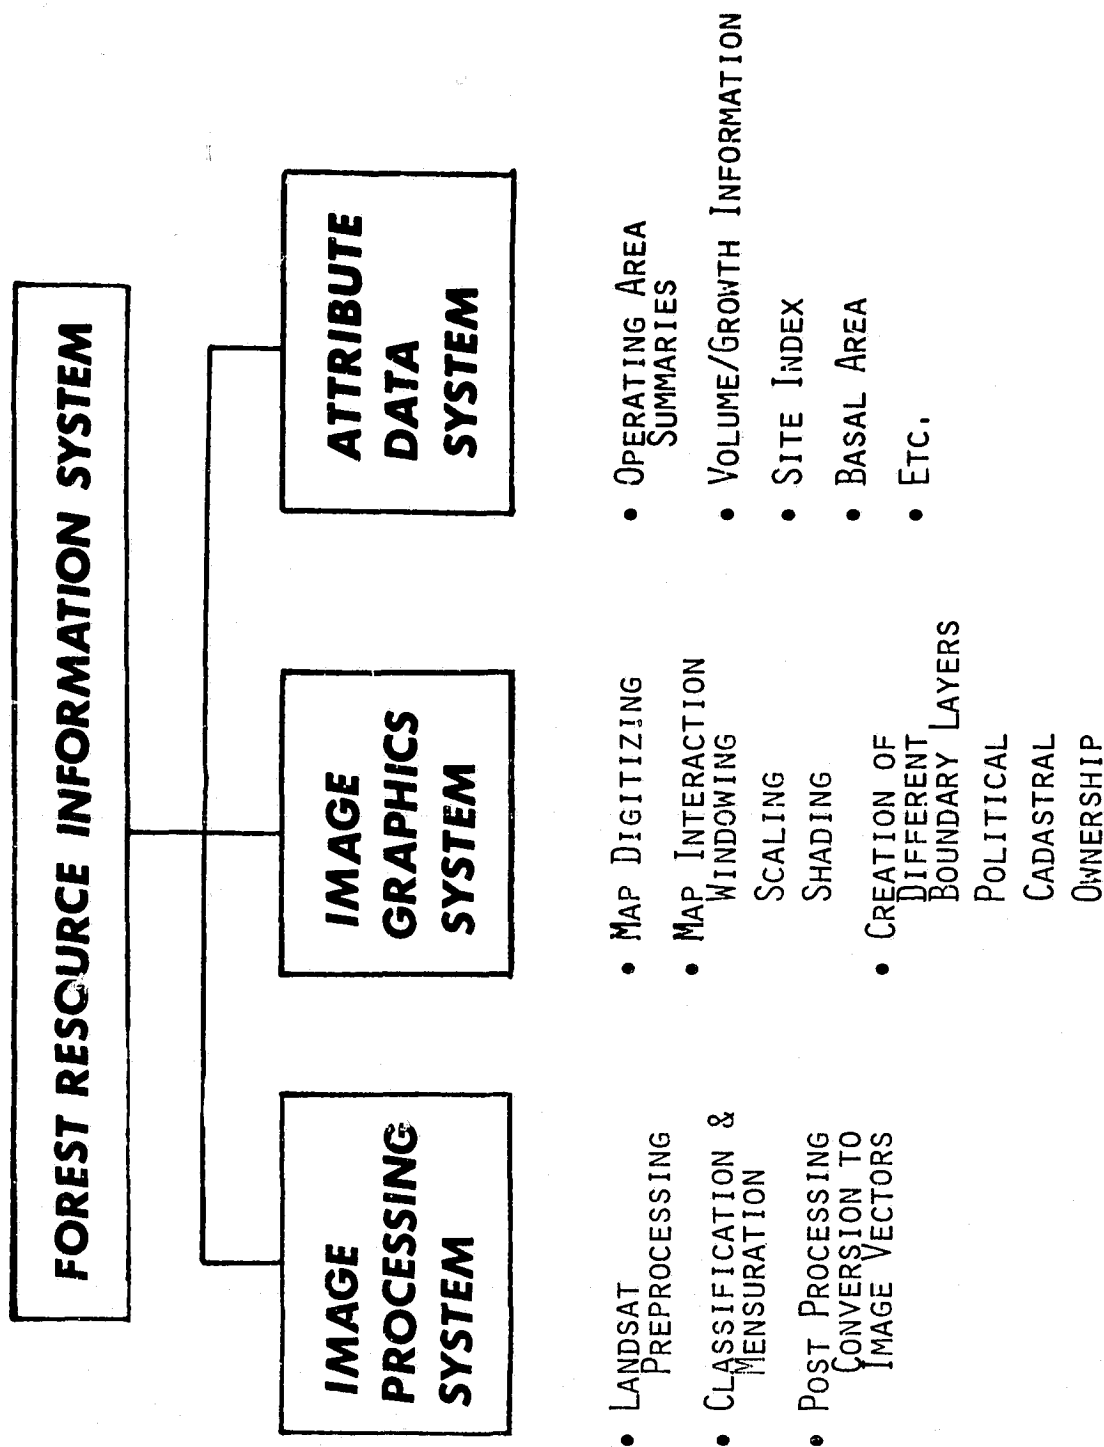 FOREST RESOURCE INFORMATION SYSTEM
IMAGE
PROCESSING
SYSTEM
• LANDSAT
PREPROCESSING
• CLASSIFICATION &
MENSURATION
• POST PROCESSING
CONVERSION TO
IMAGE VECTORS
IMAGE
GRAPHICS
SYSTEM
• MAP DIGITIZING
• MAP INTERACTION
WINDOWING
SCALING
SHADING
• CREATION OF
DIFFERENT
BOUNDARY LAYERS
POLITICAL
CADASTRAL
OWNERSHIP
ATTRIBUTE
DATA
SYSTEM
• OPERATING AREA
SUMMARIES
• VOLUME/GROWTH INFORMATION
• SITE INDEX
• BASAL AREA
• ETC.